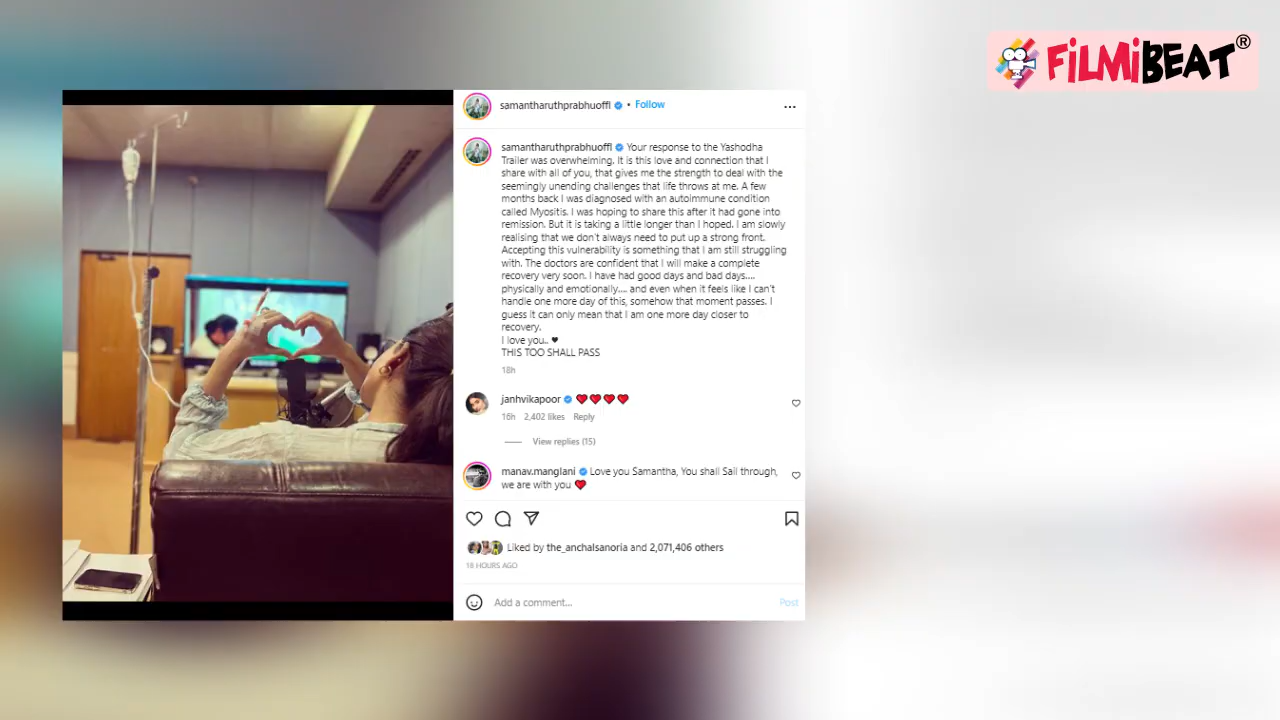 FiLMiBEAT®
samantharuthprabhuoffl • Follow
samantharuthprabhuoffl Your response to the Yashodha
Trailer was overwhelming. It is this love and connection that I
share with all of you, that gives me the strength to deal with the
seemingly unending challenges that life throws at me. A few
months back I was diagnosed with an autoimmune condition
called Myositis. I was hoping to share this after it had gone into
remission. But it is taking a little longer than I hoped. I am slowly
realising that we don't always need to put up a strong front.
Accepting this vulnerability is something that I am still struggling
with. The doctors are confident that I will make a complete
recovery very soon. I have had good days and bad days....
physically and emotionally.... and even when it feels like I can't
handle one more day of this, somehow that moment passes. I
guess it can only mean that I am one more day closer to
recovery.
I love you.. ♥
THIS TOO SHALL PASS
18h
janhvikapoor ❤❤❤❤
16h 2,402 likes Reply
View replies (15)
manav.manglani Love you Samantha, You shall Sail through,
we are with you ❤
Liked by the_anchalsanoria and 2,071,406 others
18 HOURS AGO
Add a comment... Post